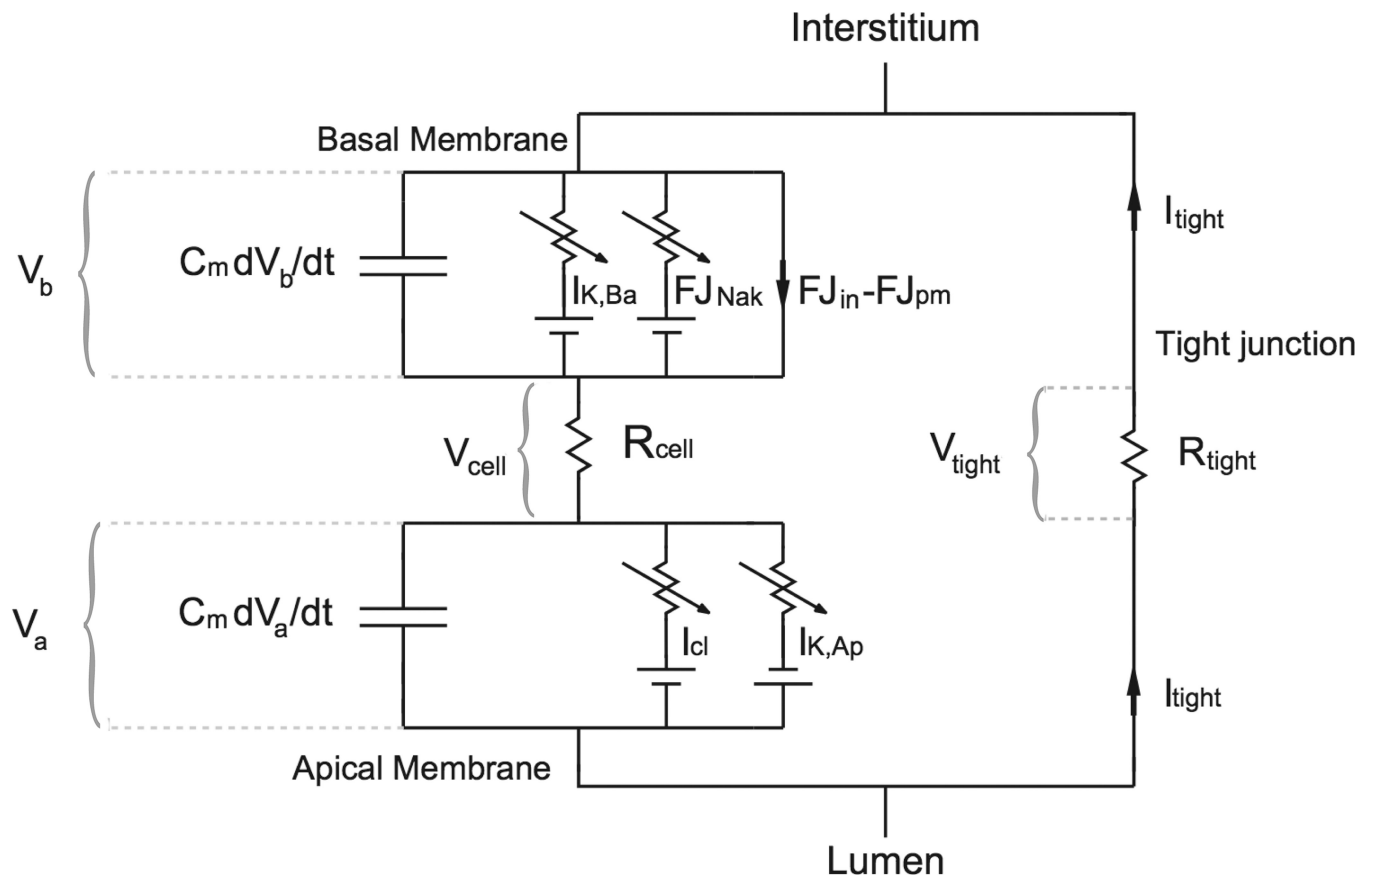 Interstitium
Basal Membrane
Vb
CmdVb/dt
IK,Ba
FJNak
FJin-FJpm
Itight
Tight junction
Vcell
Rcell
Vtight
Rtight
Va
CmdVa/dt
Icl
IK,Ap
Itight
Apical Membrane
Lumen